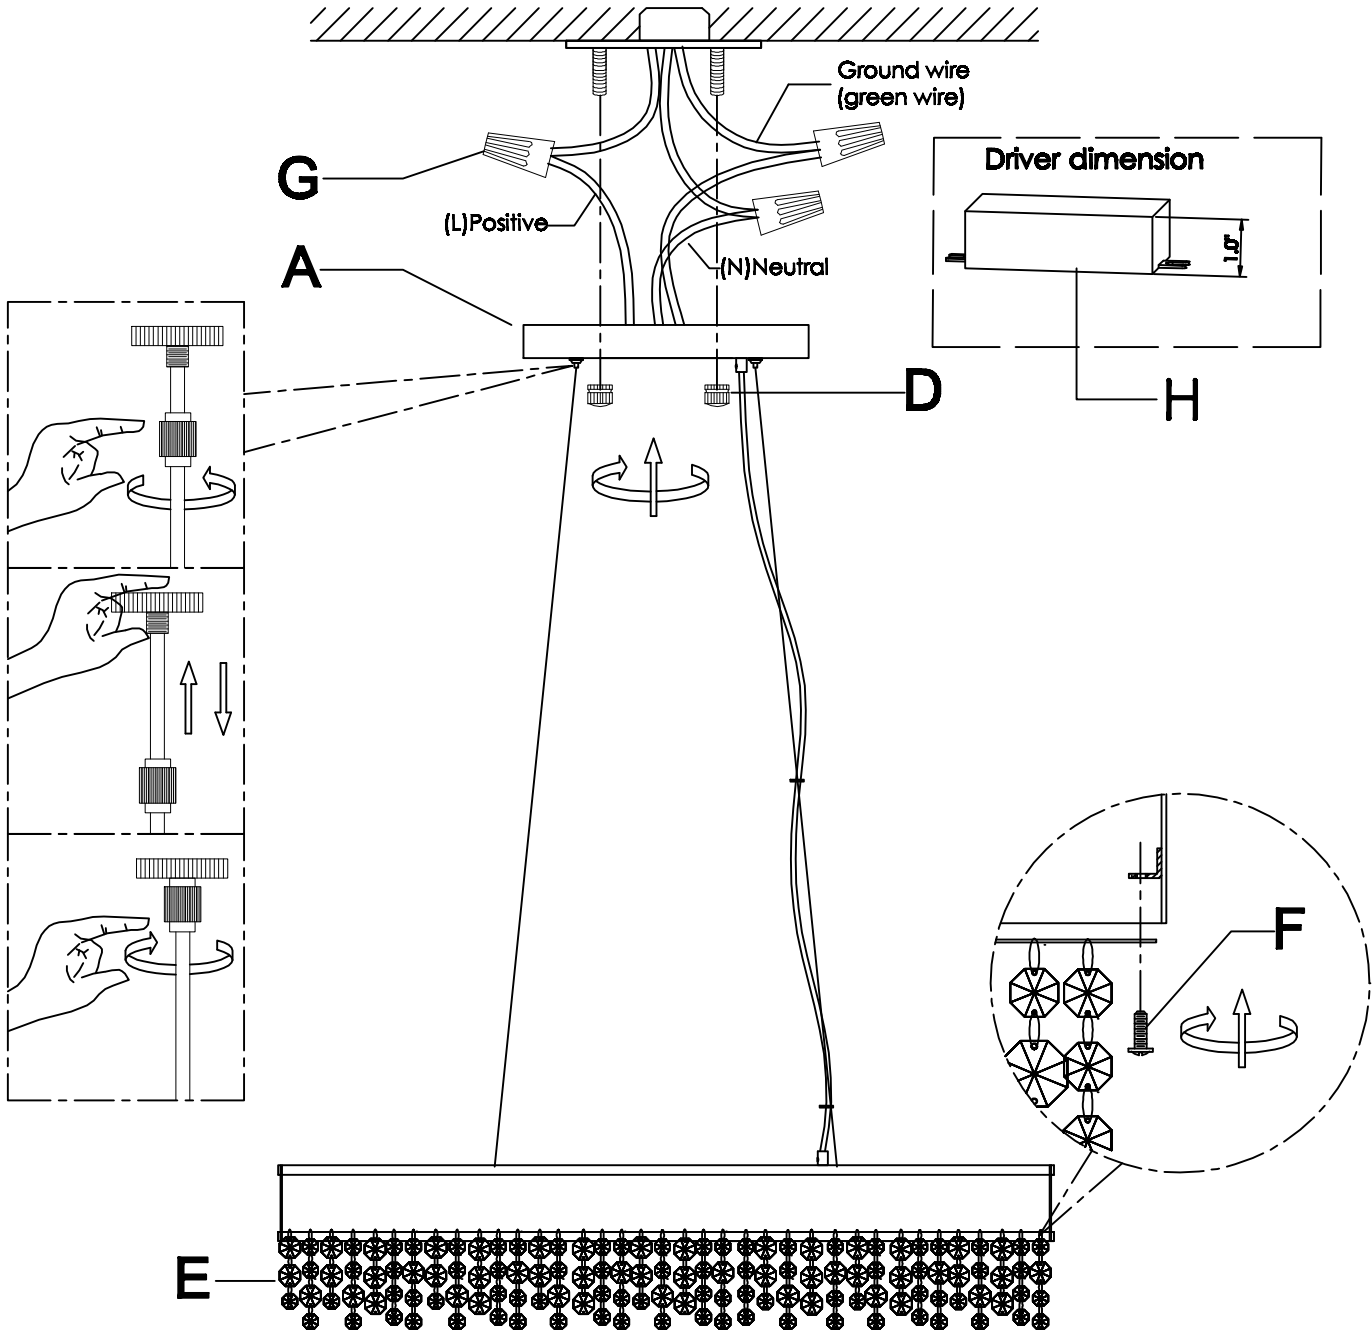 Ground wire
(green wire)
G
(L)Positive
A
(N)Neutral
Driver dimension
1.0"
D
H
F
E